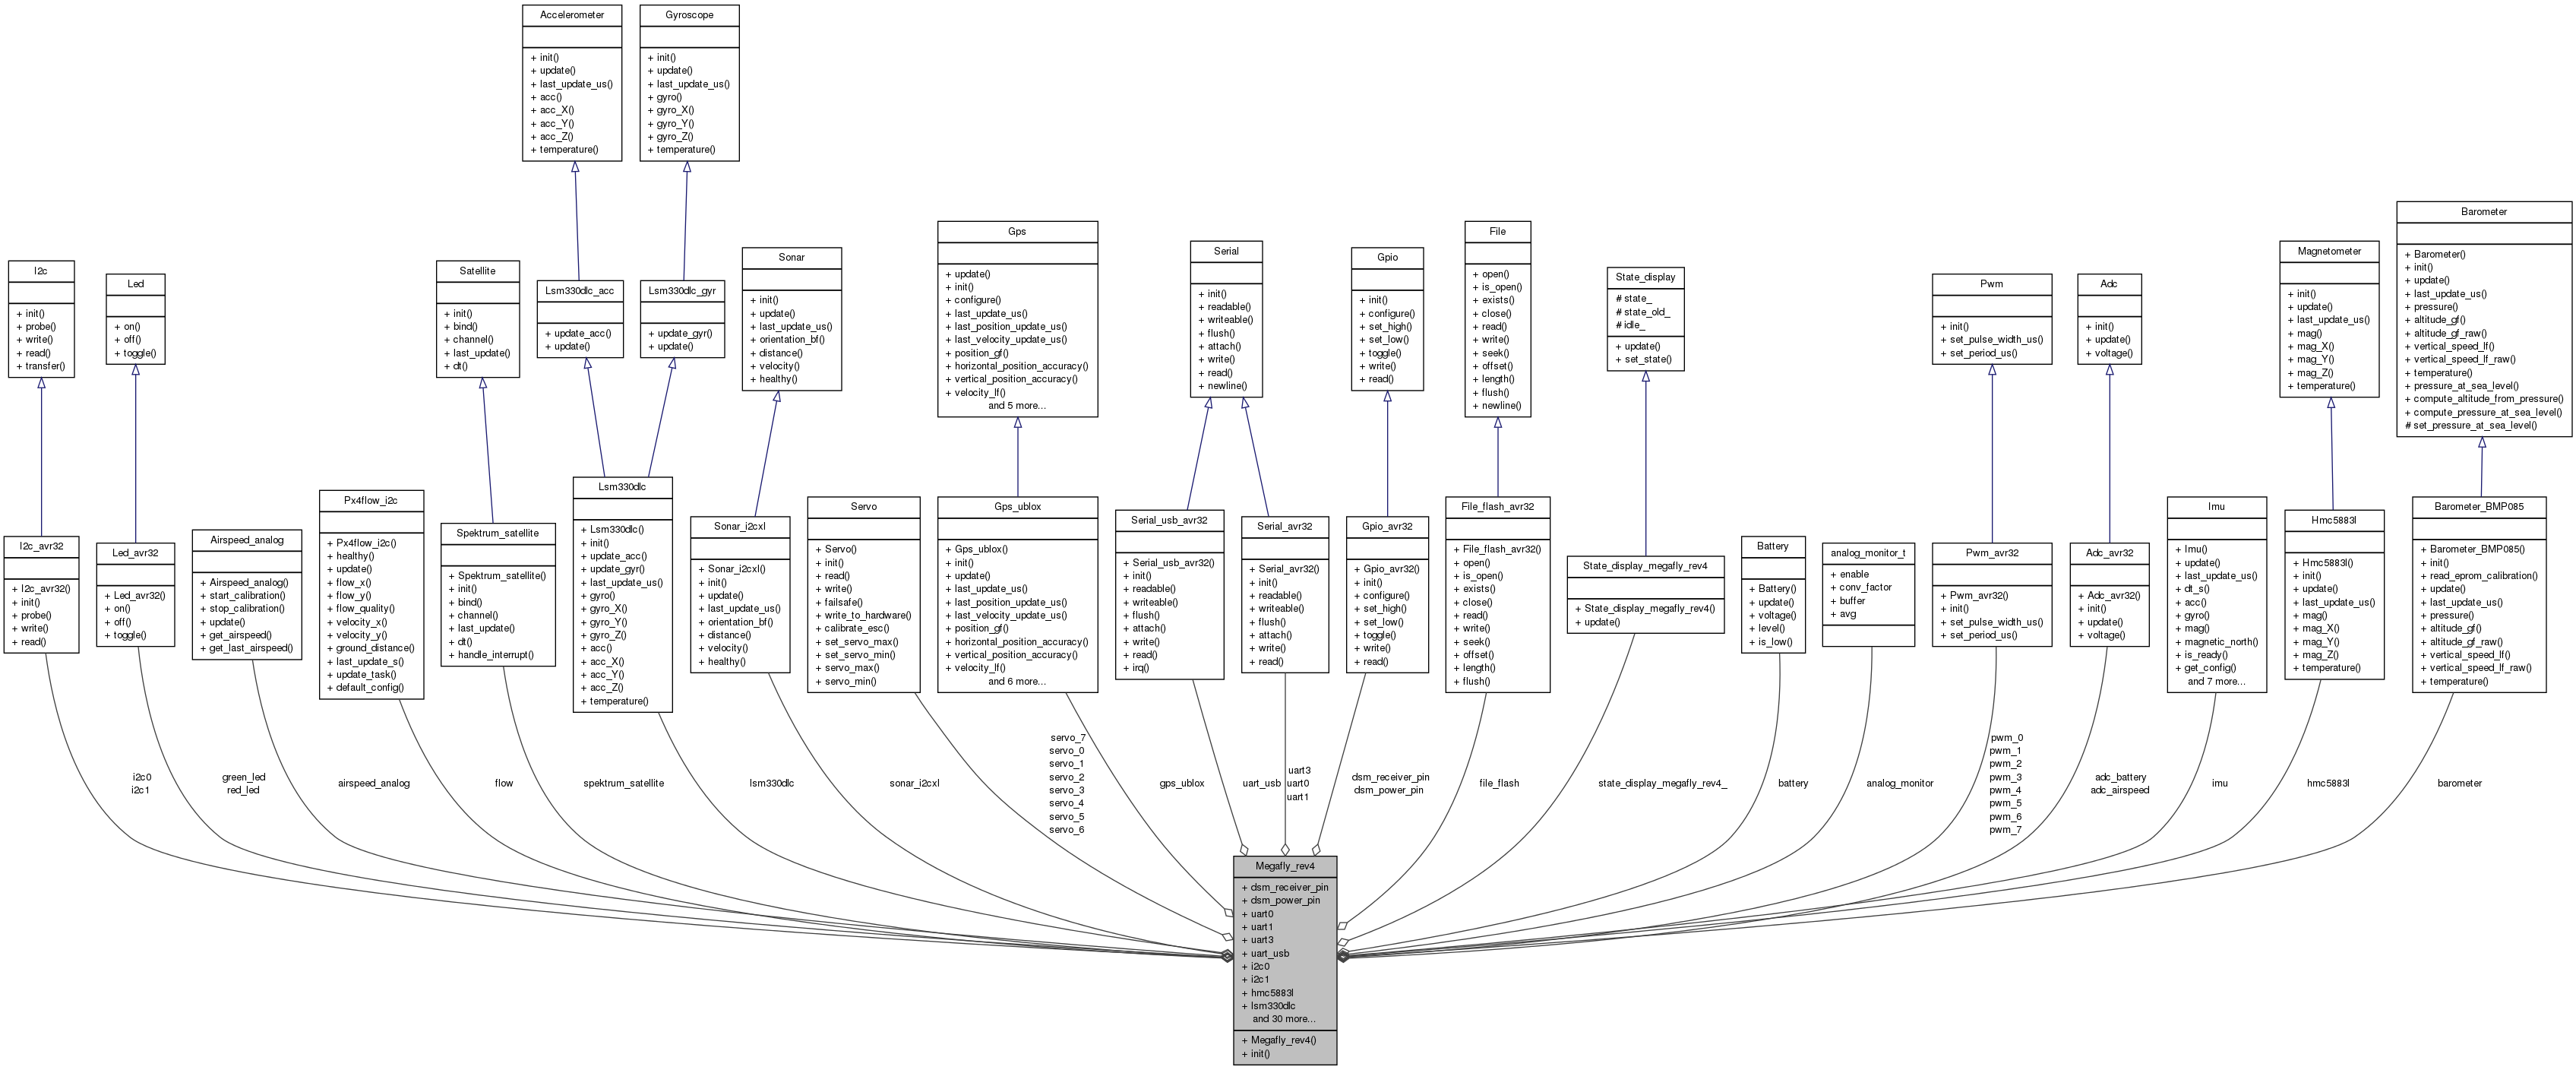 Accelerometer
+ init()
+ update()
+ last_update_us()
+ acc()
+ acc_X()
+ acc_Y()
+ acc_Z()
+ temperature()
Gyroscope
+ init()
+ update()
+ last_update_us()
+ gyro()
+ gyro_X()
+ gyro_Y()
+ gyro_Z()
+ temperature()
I2c
+ init()
+ probe()
+ write()
+ read()
+ transfer()
Led
+ on()
+ off()
+ toggle()
Satellite
+ init()
+ bind()
+ channel()
+ last_update()
+ dt()
Lsm330dlc_acc
+ update_acc()
+ update()
Lsm330dlc_gyr
+ update_gyr()
+ update()
Sonar
+ init()
+ update()
+ last_update_us()
+ orientation_bf()
+ distance()
+ velocity()
+ healthy()
Gps
+ update()
+ init()
+ configure()
+ last_update_us()
+ last_position_update_us()
+ last_velocity_update_us()
+ position_gf()
+ horizontal_position_accuracy()
+ vertical_position_accuracy()
+ velocity_lf()
and 5 more...
Serial
+ init()
+ readable()
+ writeable()
+ flush()
+ attach()
+ write()
+ read()
+ newline()
Gpio
+ init()
+ configure()
+ set_high()
+ set_low()
+ toggle()
+ write()
+ read()
File
+ open()
+ is_open()
+ exists()
+ close()
+ read()
+ write()
+ seek()
+ offset()
+ length()
+ flush()
+ newline()
State_display
# state_
# state_old_
# idle_
+ update()
+ set_state()
Pwm
+ init()
+ set_pulse_width_us()
+ set_period_us()
Adc
+ init()
+ update()
+ voltage()
Magnetometer
+ init()
+ update()
+ last_update_us()
+ mag()
+ mag_X()
+ mag_Y()
+ mag_Z()
+ temperature()
Barometer
+ Barometer()
+ init()
+ update()
+ last_update_us()
+ pressure()
+ altitude_gf()
+ altitude_gf_raw()
+ vertical_speed_lf()
+ vertical_speed_lf_raw()
+ temperature()
+ pressure_at_sea_level()
+ compute_altitude_from_pressure()
+ compute_pressure_at_sea_level()
# set_pressure_at_sea_level()
I2c_avr32
+ I2c_avr32()
+ init()
+ probe()
+ write()
+ read()
Led_avr32
+ Led_avr32()
+ on()
+ off()
+ toggle()
Airspeed_analog
+ Airspeed_analog()
+ start_calibration()
+ stop_calibration()
+ update()
+ get_airspeed()
+ get_last_airspeed()
Px4flow_i2c
+ Px4flow_i2c()
+ healthy()
+ update()
+ flow_x()
+ flow_y()
+ flow_quality()
+ velocity_x()
+ velocity_y()
+ ground_distance()
+ last_update_s()
+ update_task()
+ default_config()
Spektrum_satellite
+ Spektrum_satellite()
+ init()
+ bind()
+ channel()
+ last_update()
+ dt()
+ handle_interrupt()
Lsm330dlc
+ Lsm330dlc()
+ init()
+ update_acc()
+ update_gyr()
+ last_update_us()
+ gyro()
+ gyro_X()
+ gyro_Y()
+ gyro_Z()
+ acc()
+ acc_X()
+ acc_Y()
+ acc_Z()
+ temperature()
Sonar_i2cxl
+ Sonar_i2cxl()
+ init()
+ update()
+ last_update_us()
+ orientation_bf()
+ distance()
+ velocity()
+ healthy()
Servo
+ Servo()
+ init()
+ read()
+ write()
+ failsafe()
+ write_to_hardware()
+ calibrate_esc()
+ set_servo_max()
+ set_servo_min()
+ servo_max()
+ servo_min()
Gps_ublox
+ Gps_ublox()
+ init()
+ update()
+ last_update_us()
+ last_position_update_us()
+ last_velocity_update_us()
+ position_gf()
+ horizontal_position_accuracy()
+ vertical_position_accuracy()
+ velocity_lf()
and 6 more...
Serial_usb_avr32
+ Serial_usb_avr32()
+ init()
+ readable()
+ writeable()
+ flush()
+ attach()
+ write()
+ read()
+ irq()
Serial_avr32
+ Serial_avr32()
+ init()
+ readable()
+ writeable()
+ flush()
+ attach()
+ write()
+ read()
Gpio_avr32
+ Gpio_avr32()
+ init()
+ configure()
+ set_high()
+ set_low()
+ toggle()
+ write()
+ read()
File_flash_avr32
+ File_flash_avr32()
+ open()
+ is_open()
+ exists()
+ close()
+ read()
+ write()
+ seek()
+ offset()
+ length()
+ flush()
State_display_megafly_rev4
+ State_display_megafly_rev4()
+ update()
Battery
+ Battery()
+ update()
+ voltage()
+ level()
+ is_low()
analog_monitor_t
+ enable
+ conv_factor
+ buffer
+ avg
Pwm_avr32
+ Pwm_avr32()
+ init()
+ set_pulse_width_us()
+ set_period_us()
Adc_avr32
+ Adc_avr32()
+ init()
+ update()
+ voltage()
Imu
+ Imu()
+ update()
+ last_update_us()
+ dt_s()
+ acc()
+ gyro()
+ mag()
+ magnetic_north()
+ is_ready()
+ get_config()
and 7 more...
Hmc5883l
+ Hmc5883l()
+ init()
+ update()
+ last_update_us()
+ mag()
+ mag_X()
+ mag_Y()
+ mag_Z()
+ temperature()
Barometer_BMP085
+ Barometer_BMP085()
+ init()
+ read_eprom_calibration()
+ update()
+ last_update_us()
+ pressure()
+ altitude_gf()
+ altitude_gf_raw()
+ vertical_speed_lf()
+ vertical_speed_lf_raw()
+ temperature()
i2c0
i2c1
green_led
red_led
airspeed_analog
flow
spektrum_satellite
lsm330dlc
sonar_i2cxl
servo_7
servo_0
servo_1
servo_2
servo_3
servo_4
servo_5
servo_6
gps_ublox
uart_usb
uart3
uart0
uart1
dsm_receiver_pin
dsm_power_pin
file_flash
state_display_megafly_rev4_
battery
analog_monitor
pwm_0
pwm_1
pwm_2
pwm_3
pwm_4
pwm_5
pwm_6
pwm_7
adc_battery
adc_airspeed
imu
hmc5883l
barometer
Megafly_rev4
+ dsm_receiver_pin
+ dsm_power_pin
+ uart0
+ uart1
+ uart3
+ uart_usb
+ i2c0
+ i2c1
+ hmc5883l
+ lsm330dlc
and 30 more...
+ Megafly_rev4()
+ init()